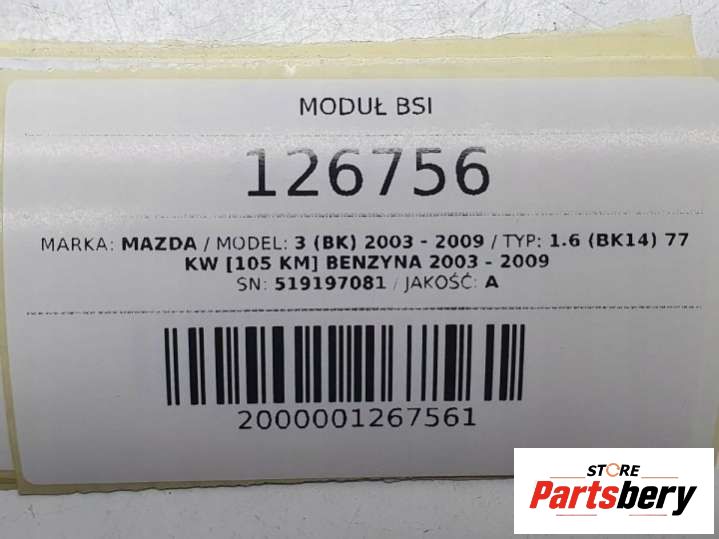 MODUŁ BSI
126756
MARKA: MAZDA / MODEL: 3 (BK) 2003 - 2009 / TYP: 1.6 (BK14) 77
KW [105 KM] BENZYNA 2003 - 2009
SN: 519197081 / JAKOŚĆ: A
2000001267561
STORE
Partsbery